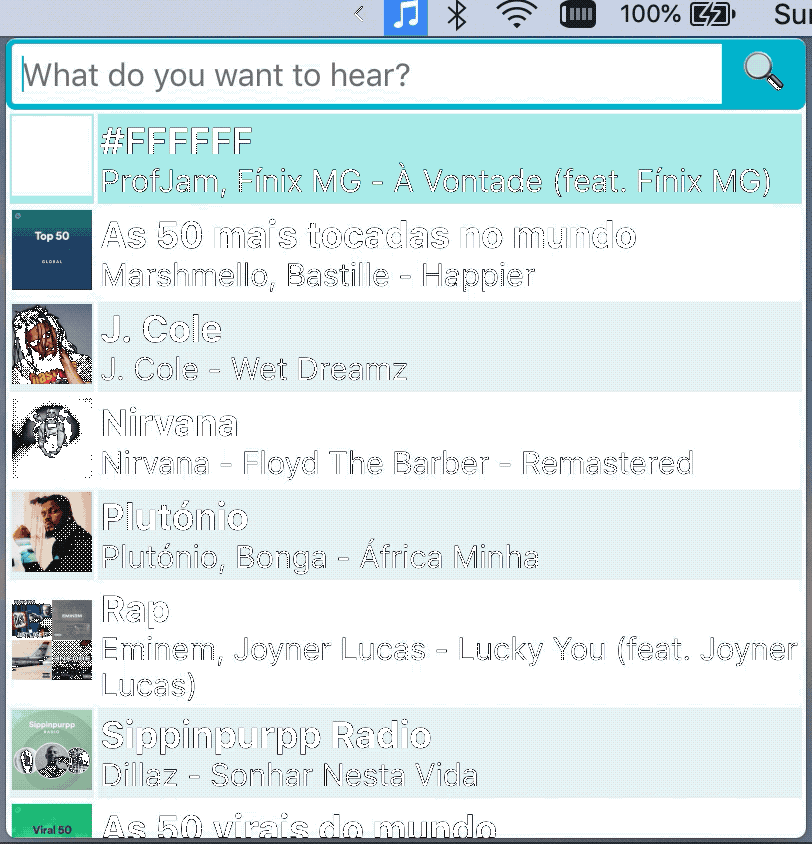 100%
Sun
What do you want to hear?
#FFFFFF
ProfJam, Fínix MG - À Vontade (feat. Fínix MG)
Top 50
GLOBAL
As 50 mais tocadas no mundo
Marshmello, Bastille - Happier
J. Cole
J. Cole - Wet Dreamz
Nirvana
Nirvana - Floyd The Barber - Remastered
Plutónio
Plutónio, Bonga - África Minha
Rap
Eminem, Joyner Lucas - Lucky You (feat. Joyner
Lucas)
Sippinpurpp
RADIO
Sippinpurpp Radio
Dillaz - Sonhar Nesta Vida
Viral 50
As 50 virais do mundo